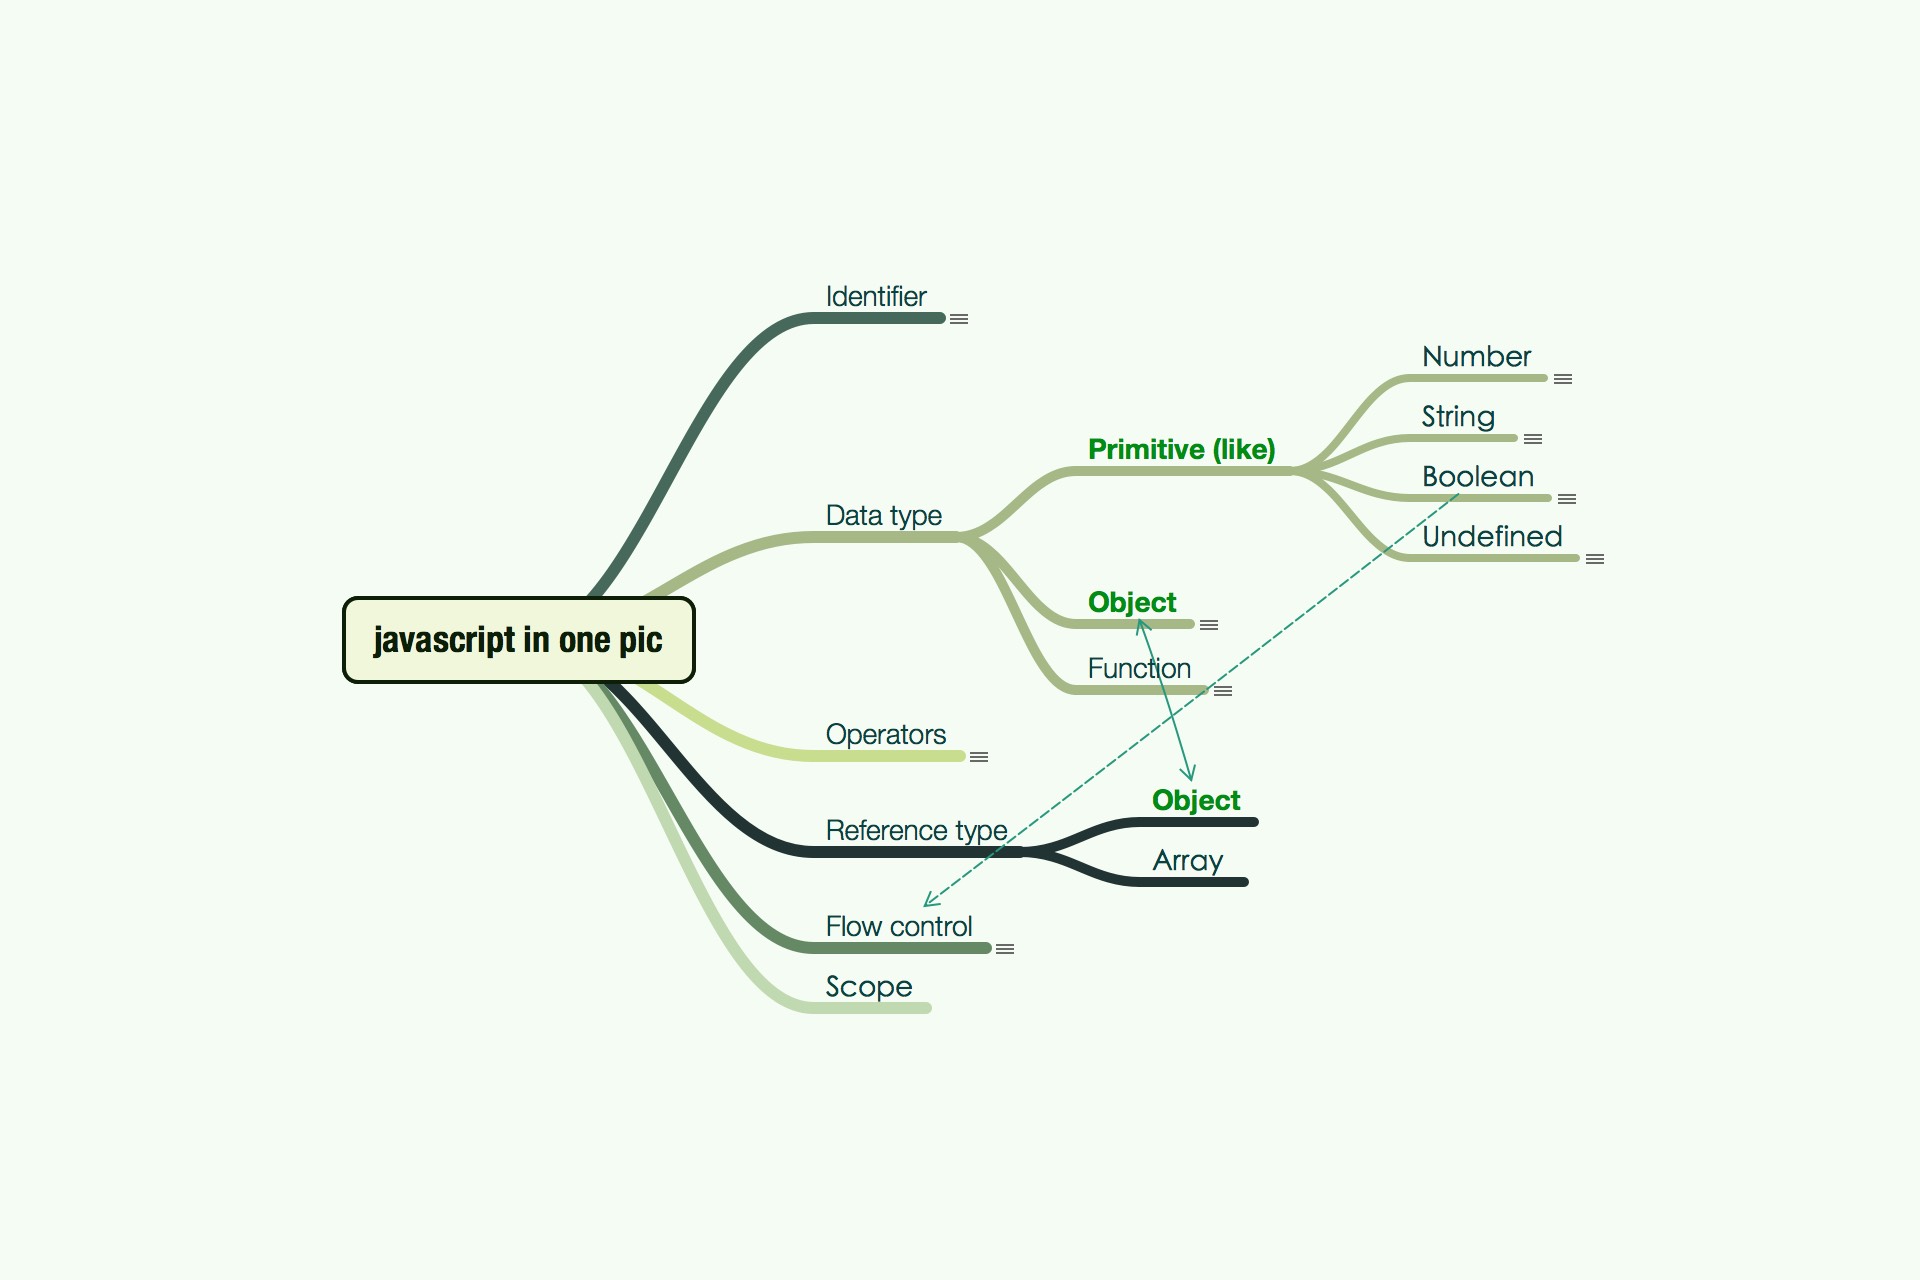 javascript in one pic
Identifier
Data type
Primitive (like)
Number
String
Boolean
Undefined
Object
Function
Operators
Reference type
Object
Array
Flow control
Scope